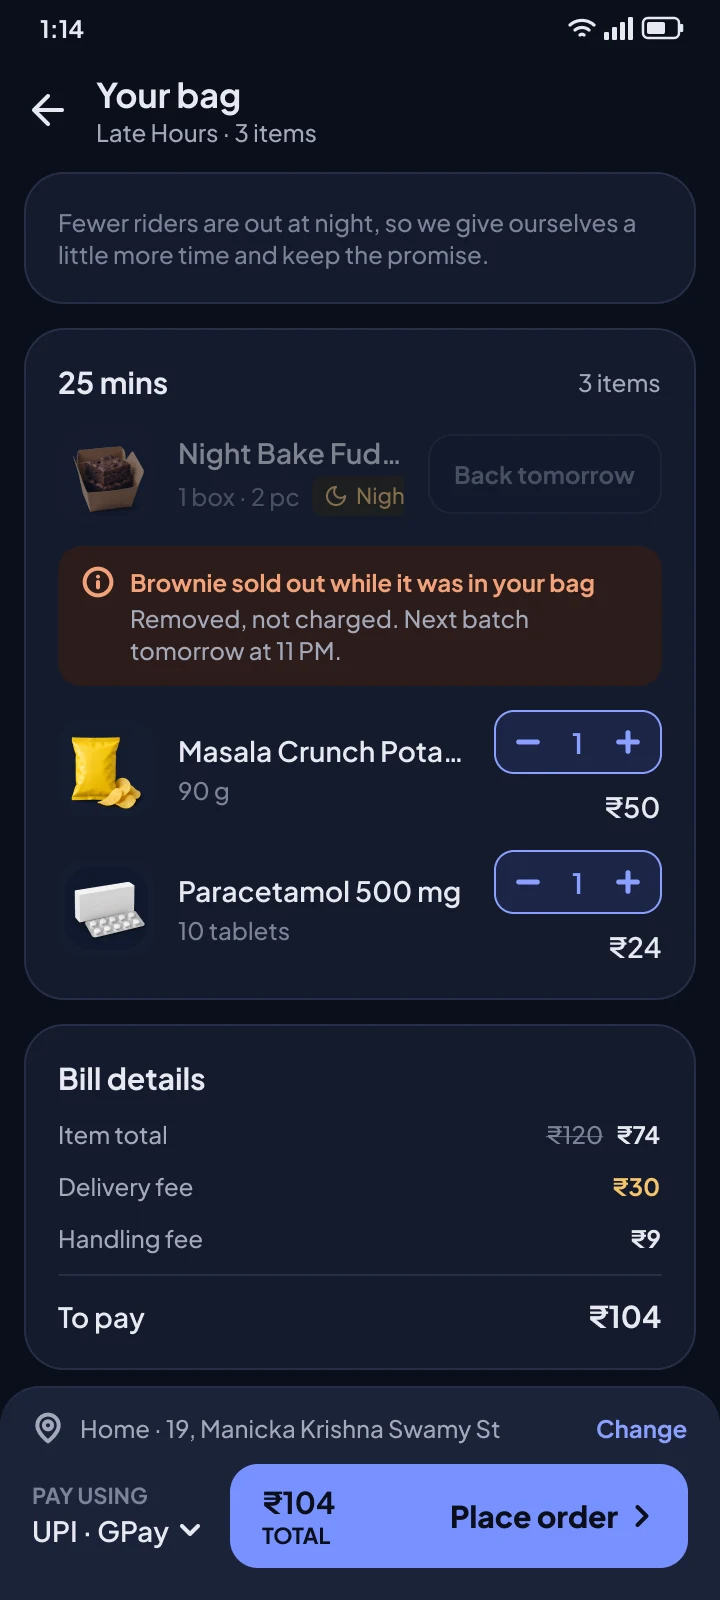 1:14
Your bag
Late Hours · 3 items
Fewer riders are out at night, so we give ourselves a
little more time and keep the promise.
25 mins
3 items
Night Bake Fud…
1 box · 2 pc
Nigh
Back tomorrow
Brownie sold out while it was in your bag
Removed, not charged. Next batch
tomorrow at 11 PM.
Masala Crunch Pota…
90 g
1
₹50
Paracetamol 500 mg
10 tablets
1
₹24
Bill details
Item total ₹120 ₹74
Delivery fee ₹30
Handling fee ₹9
To pay ₹104
Home · 19, Manicka Krishna Swamy St
Change
PAY USING
UPI · GPay
₹104
TOTAL
Place order